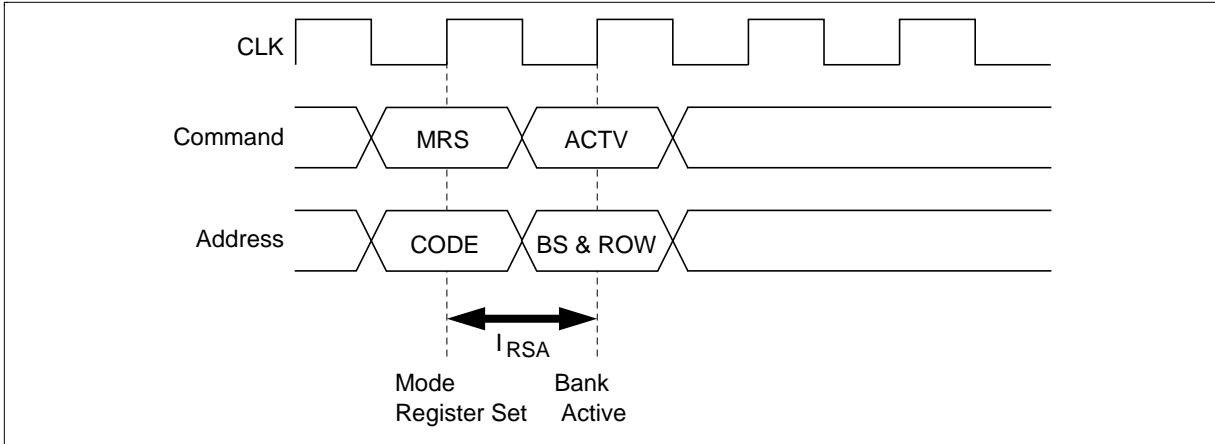 CLK
Command MRS ACTV
Address CODE BS & ROW
I RSA
Mode Bank
Register Set Active